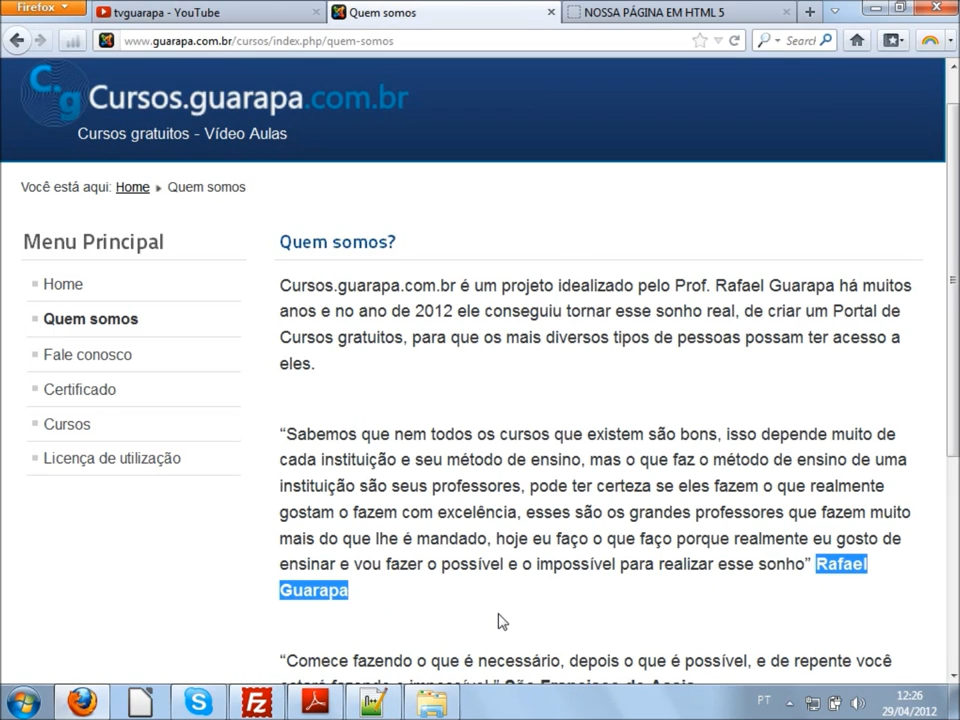 Firefox
tvguarapa - YouTube
Quem somos
NOSSA PÁGINA EM HTML 5
www.guarapa.com.br/cursos/index.php/quem-somos
Search
C.g
Cursos.guarapa.com.br
Cursos gratuitos - Vídeo Aulas
Você está aqui: Home Quem somos
Menu Principal
Home
Quem somos
Fale conosco
Certificado
Cursos
Licença de utilização
Quem somos?
Cursos.guarapa.com.br é um projeto idealizado pelo Prof. Rafael Guarapa há muitos
anos e no ano de 2012 ele conseguiu tornar esse sonho real, de criar um Portal de
Cursos gratuitos, para que os mais diversos tipos de pessoas possam ter acesso a
eles.
“Sabemos que nem todos os cursos que existem são bons, isso depende muito de
cada instituição e seu método de ensino, mas o que faz o método de ensino de uma
instituição são seus professores, pode ter certeza se eles fazem o que realmente
gostam o fazem com excelência, esses são os grandes professores que fazem muito
mais do que lhe é mandado, hoje eu faço o que faço porque realmente eu gosto de
ensinar e vou fazer o possível e o impossível para realizar esse sonho” Rafael
Guarapa
“Comece fazendo o que é necessário, depois o que é possível, e de repente você
estará fazendo o impossível.” São Francisco de Assis
PT
12:26
29/04/2012